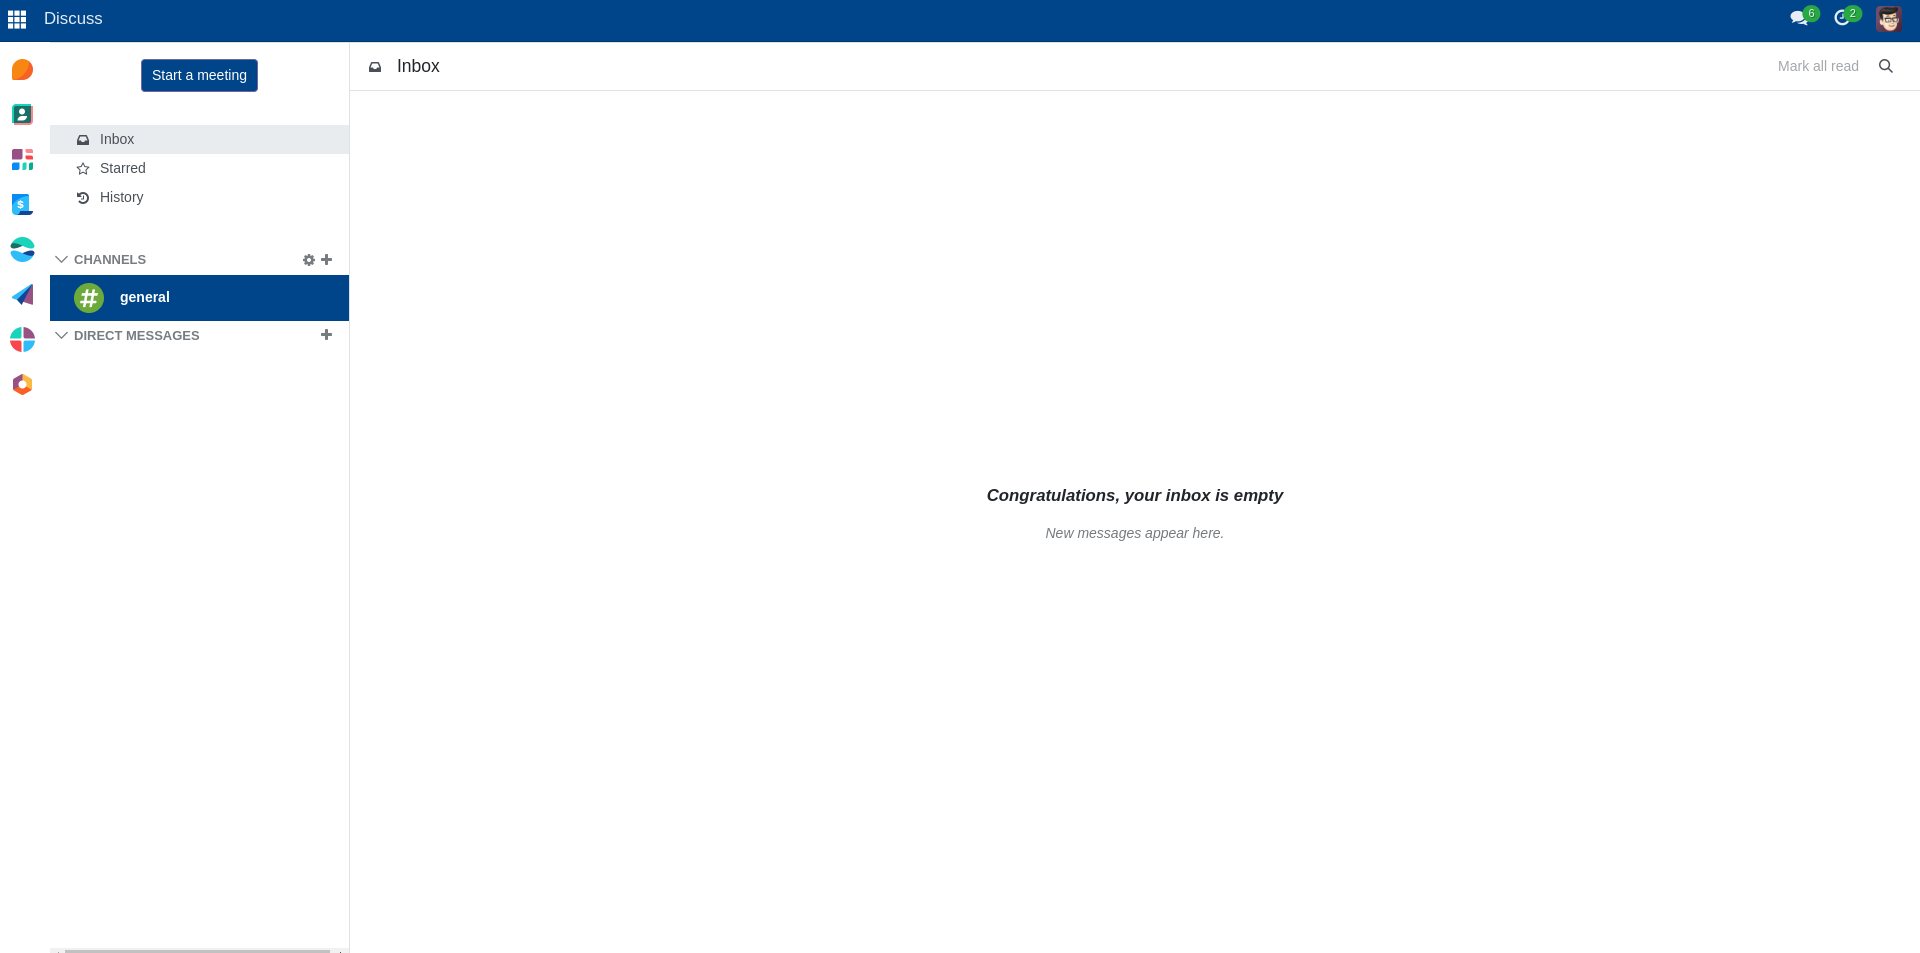 Discuss
6
2
Start a meeting
Inbox
Mark all read
Inbox
Starred
History
CHANNELS
general
DIRECT MESSAGES
Congratulations, your inbox is empty
New messages appear here.